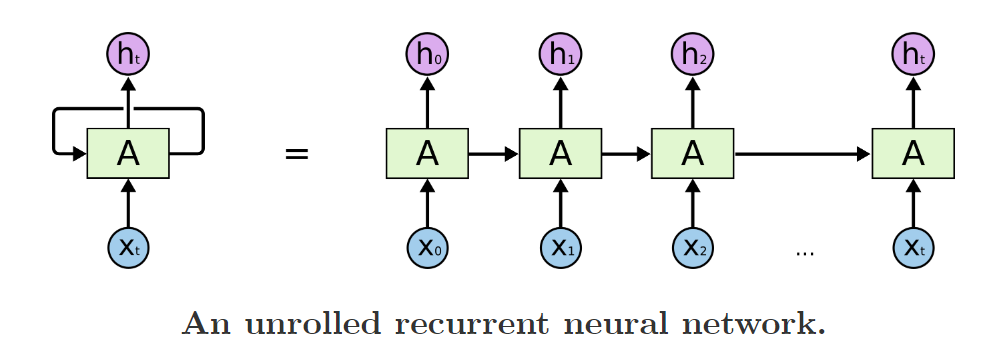 hₜ h₀ h₁ h₂ hₜ
A = A A A A
xₜ x₀ x₁ x₂ ... xₜ
An unrolled recurrent neural network.